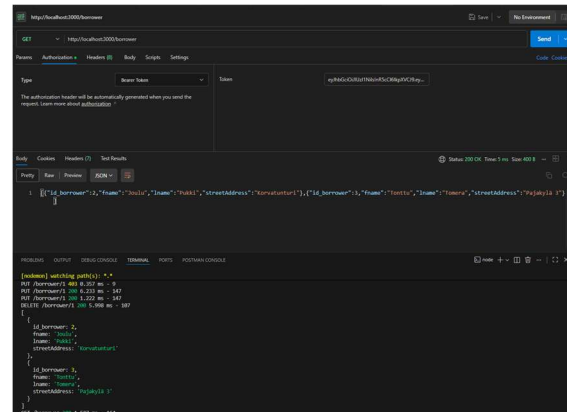 http://localhost:3000/borrower
Save
No Environment
GET
http://localhost:3000/borrower
Send
Params Authorization Headers (8) Body Scripts Settings
Code Cookies
Type
Bearer Token
Token
The authorization header will be automatically generated when you send the
request. Learn more about authorization
Body Cookies Headers (7) Test Results
Status: 200 OK Time: 5 ms Size: 400 B
Pretty Raw Preview JSON
1 [{"id_borrower":2,"fname":"Joulu","lname":"Pukki","streetAddress":"Korvatunturi"},{"id_borrower":3,"fname":"Tonttu","lname":"Tomera","streetAddress":"Pajakylä 3"}
]
PROBLEMS OUTPUT DEBUG CONSOLE TERMINAL PORTS POSTMAN CONSOLE
node
[nodemon] watching path(s): *.*
PUT /borrower/1 403 0.357 ms - 9
PUT /borrower/1 200 6.233 ms - 147
PUT /borrower/1 200 1.222 ms - 147
DELETE /borrower/1 200 5.998 ms - 187
[
{
id_borrower: 2,
fname: 'Joulu',
lname: 'Pukki',
streetAddress: 'Korvatunturi'
},
{
id_borrower: 3,
fname: 'Tonttu',
lname: 'Tomera',
streetAddress: 'Pajakylä 3'
}
]